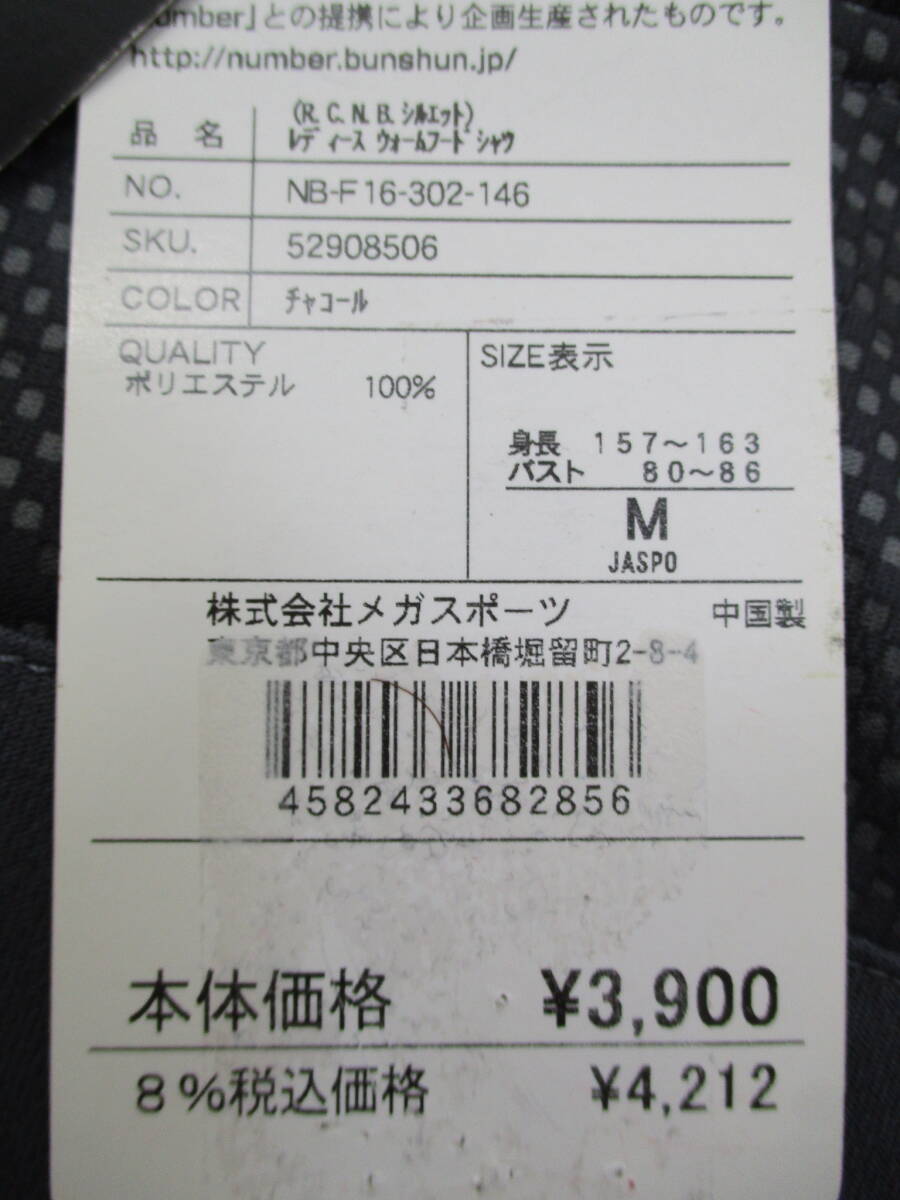 umber」との提携により企画生産されたものです。
http://number.bunshun.jp/
品 名 (R.C.N.B.シルエット)
レディース ウォームフード シャツ
NO. NB-F16-302-146
SKU. 52908506
COLOR チャコール
QUALITY
ポリエステル 100%
SIZE表示
身長 157～163
バスト 80～86
M
JASPO
株式会社メガスポーツ 中国製
東京都中央区日本橋堀留町2-8-4
4582433682856
本体価格 ¥3,900
8%税込価格 ¥4,212